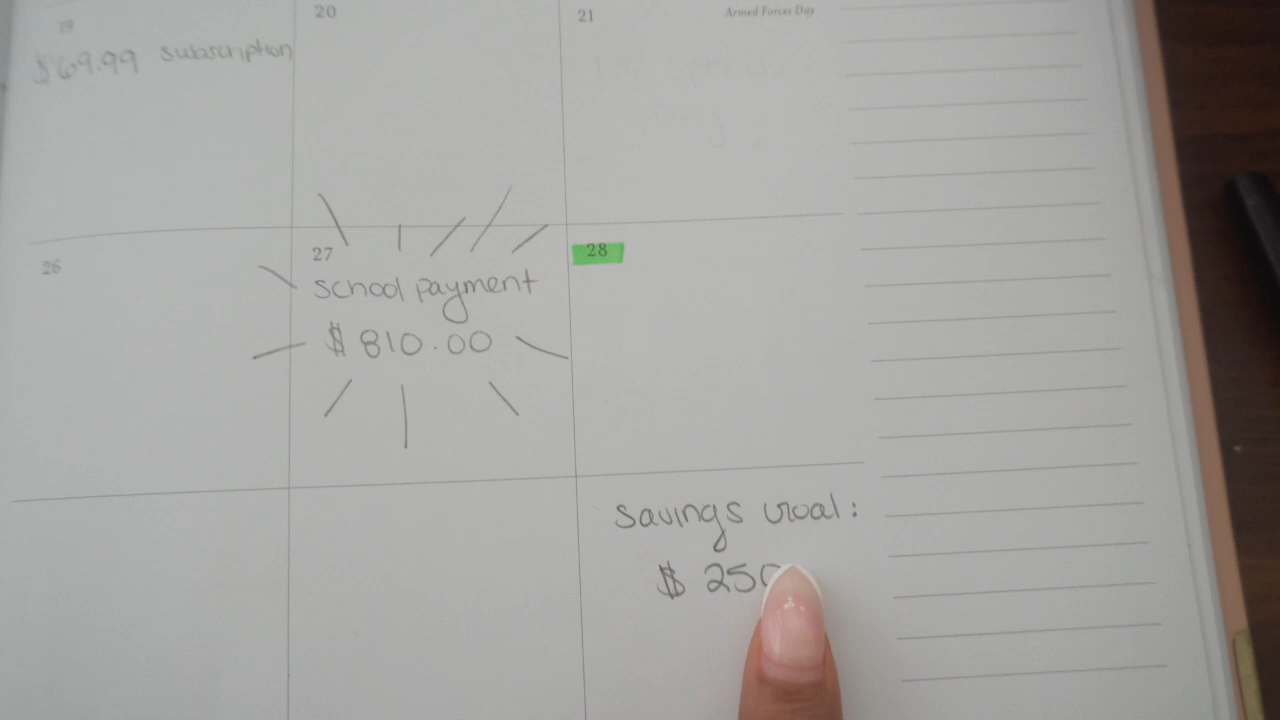 19
20
21
Armed Forces Day
$69.99 subscription
26
27
28
school payment
$ 810.00
Savings Goal:
$